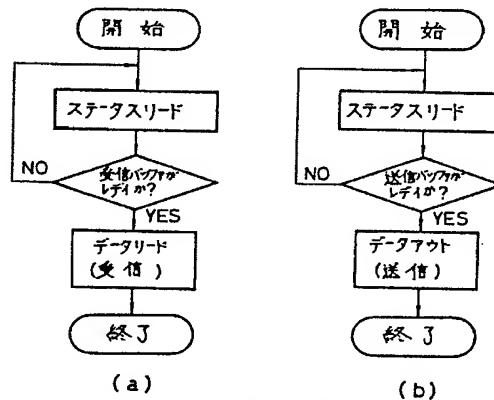 開始
ステータスリード
NO
受信バッファが
レディか?
YES
データリード
(受信)
終了
(a)
開始
ステータスリード
NO
送信バッファが
レディか?
YES
データアウト
(送信)
終了
(b)